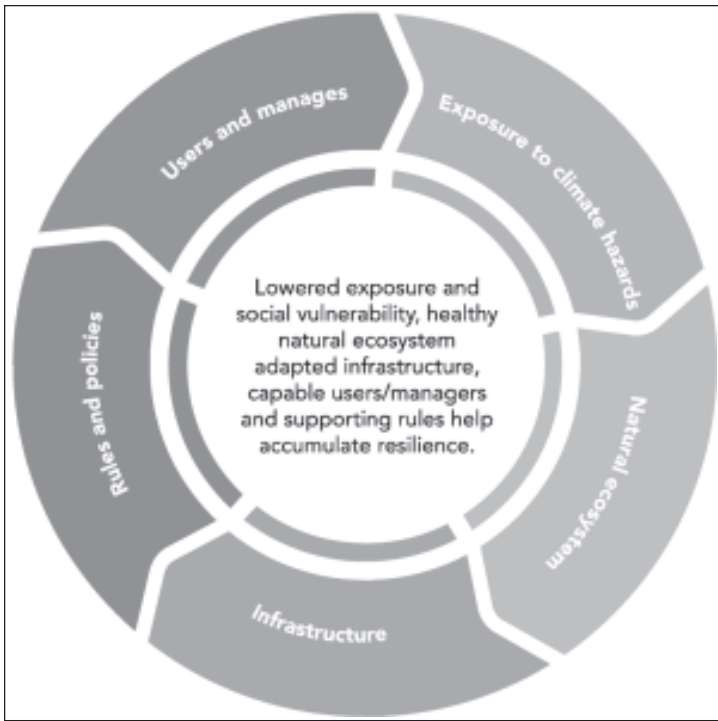 Users and manages
Exposure to climate hazards
Natural ecosystem
Infrastructure
Rules and policies
Lowered exposure and
social vulnerability, healthy
natural ecosystem
adapted infrastructure,
capable users/managers
and supporting rules help
accumulate resilience.